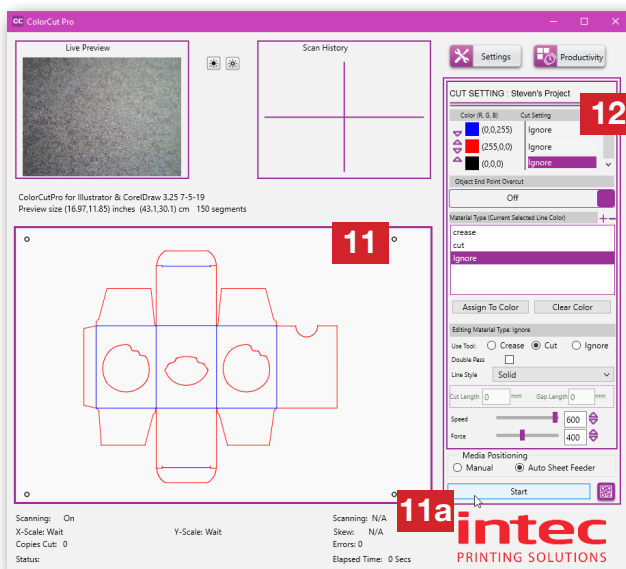 CC ColorCut Pro
Live Preview
Scan History
Settings
Productivity
CUT SETTING : Steven's Project
12
Color (R, G, B) Cut Setting
(0,0,255) Ignore
(255,0,0) Ignore
(0,0,0) Ignore
Object End Point Overcut
Off
ColorCutPro for Illustrator & CorelDraw 3.25 7-5-19
Preview size (16.97,11.85) inches (43.1,30.1) cm 150 segments
11
Material Type (Current Selected Line Color) + -
crease
cut
Ignore
Assign To Color Clear Color
Editing Material Type: Ignore
Use Tool: Crease Cut Ignore
Double Pass
Line Style Solid
Cut Length 0 mm Gap Length 0 mm
Speed 600
Force 400
Media Positioning
Manual Auto Sheet Feeder
Start
11a
Scanning: On
X-Scale: Wait Y-Scale: Wait
Copies Cut: 0
Status:
Scanning: N/A
Skew: N/A
Errors: 0
Elapsed Time: 0 Secs
intec
PRINTING SOLUTIONS